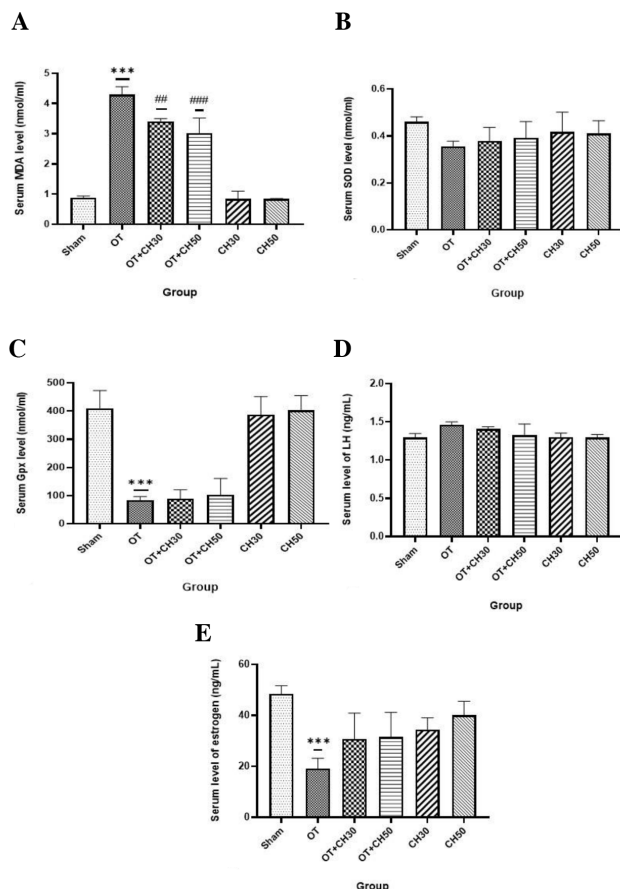 A
Serum MDA level (nmol/ml)
5
4
3
2
1
0
***
##
###
Sham
OT
OT+CH30
OT+CH50
CH30
CH50
Group
B
Serum SOD level (nmol/ml)
0.6
0.4
0.2
0.0
Sham
OT
OT+CH30
OT+CH50
CH30
CH50
Group
C
Serum Gpx level (nmol/ml)
500
400
300
200
100
0
***
Sham
OT
OT+CH30
OT+CH50
CH30
CH50
Group
D
Serum level of LH (ng/mL)
2.0
1.5
1.0
0.5
0.0
Sham
OT
OT+CH30
OT+CH50
CH30
CH50
Group
E
Serum level of estrogen (ng/mL)
60
40
20
0
***
Sham
OT
OT+CH30
OT+CH50
CH30
CH50
Group